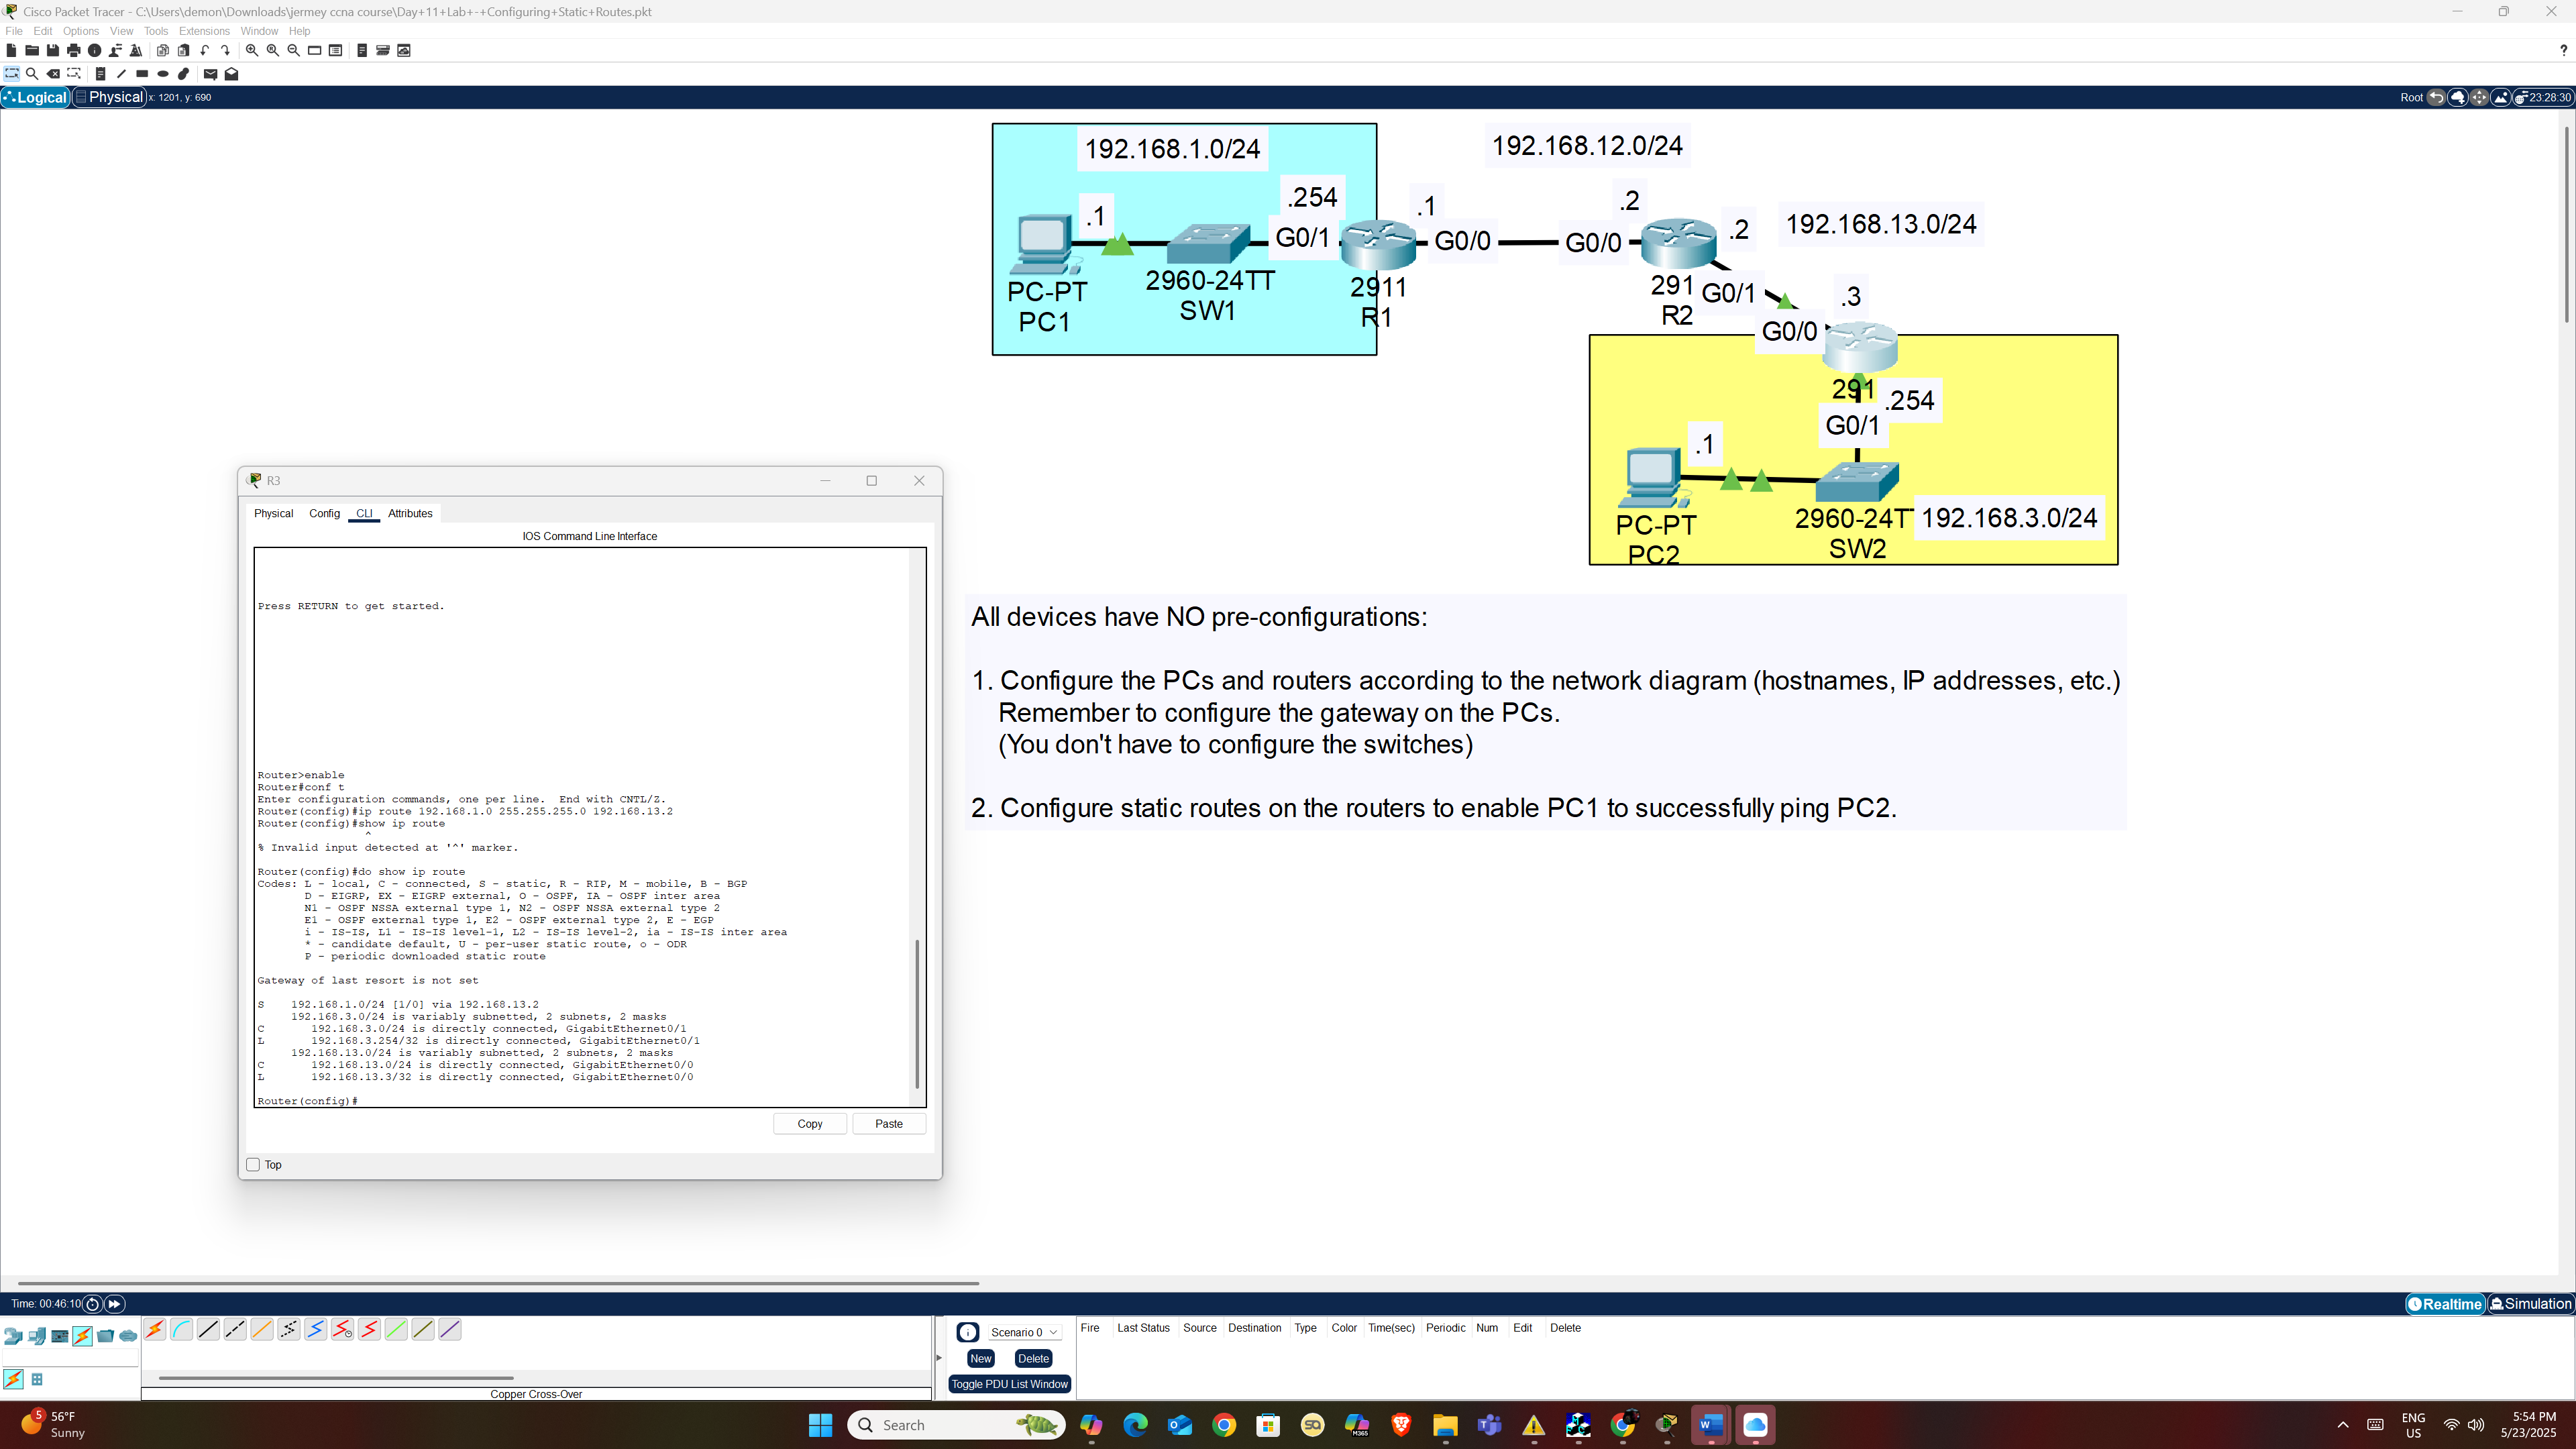 Cisco Packet Tracer - C:\Users\demon\Downloads\jermey ccna course\Day+11+Lab+-+Configuring+Static+Routes.pkt
File Edit Options View Tools Extensions Window Help
?
Logical Physical x: 1201, y: 690 Root 23:28:30
192.168.1.0/24
192.168.12.0/24
.254
.1
.1
.2
.2
192.168.13.0/24
G0/1
G0/0
G0/0
2960-24TT
SW1
PC-PT
PC1
2911
R1
291
R2
G0/1
.3
G0/0
291
.254
G0/1
.1
PC-PT
PC2
2960-24T
SW2
192.168.3.0/24
All devices have NO pre-configurations:
1. Configure the PCs and routers according to the network diagram (hostnames, IP addresses, etc.)
Remember to configure the gateway on the PCs.
(You don't have to configure the switches)
2. Configure static routes on the routers to enable PC1 to successfully ping PC2.
R3
Physical Config CLI Attributes
IOS Command Line Interface
Press RETURN to get started.
Router>enable
Router#conf t
Enter configuration commands, one per line.  End with CNTL/Z.
Router(config)#ip route 192.168.1.0 255.255.255.0 192.168.13.2
Router(config)#show ip route
^
% Invalid input detected at '^' marker.
Router(config)#do show ip route
Codes: L - local, C - connected, S - static, R - RIP, M - mobile, B - BGP
D - EIGRP, EX - EIGRP external, O - OSPF, IA - OSPF inter area
N1 - OSPF NSSA external type 1, N2 - OSPF NSSA external type 2
E1 - OSPF external type 1, E2 - OSPF external type 2, E - EGP
i - IS-IS, L1 - IS-IS level-1, L2 - IS-IS level-2, ia - IS-IS inter area
* - candidate default, U - per-user static route, o - ODR
P - periodic downloaded static route
Gateway of last resort is not set
S    192.168.1.0/24 [1/0] via 192.168.13.2
192.168.3.0/24 is variably subnetted, 2 subnets, 2 masks
C       192.168.3.0/24 is directly connected, GigabitEthernet0/1
L       192.168.3.254/32 is directly connected, GigabitEthernet0/1
192.168.13.0/24 is variably subnetted, 2 subnets, 2 masks
C       192.168.13.0/24 is directly connected, GigabitEthernet0/0
L       192.168.13.3/32 is directly connected, GigabitEthernet0/0
Router(config)#
Copy Paste
Top
Time: 00:46:10 Realtime Simulation
Scenario 0
New Delete
Toggle PDU List Window
Fire Last Status Source Destination Type Color Time(sec) Periodic Num Edit Delete
Copper Cross-Over
5
56°F
Sunny
Search
M365
ENG
US
5:54 PM
5/23/2025